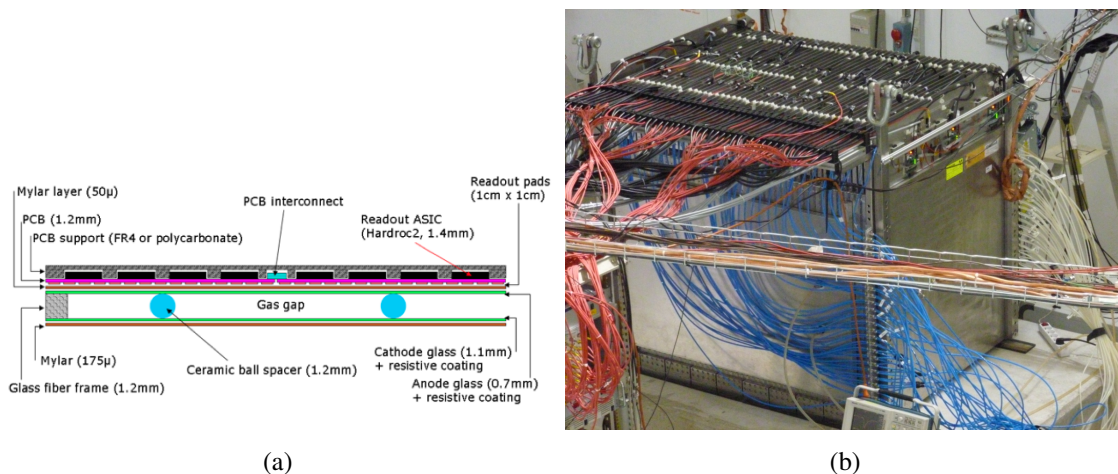 Mylar layer (50μ)
PCB (1.2mm)
PCB support (FR4 or polycarbonate)
PCB interconnect
Readout pads
(1cm x 1cm)
Readout ASIC
(Hardroc2, 1.4mm)
Gas gap
Mylar (175μ)
Glass fiber frame (1.2mm)
Ceramic ball spacer (1.2mm)
Cathode glass (1.1mm)
+ resistive coating
Anode glass (0.7mm)
+ resistive coating
(a)
(b)